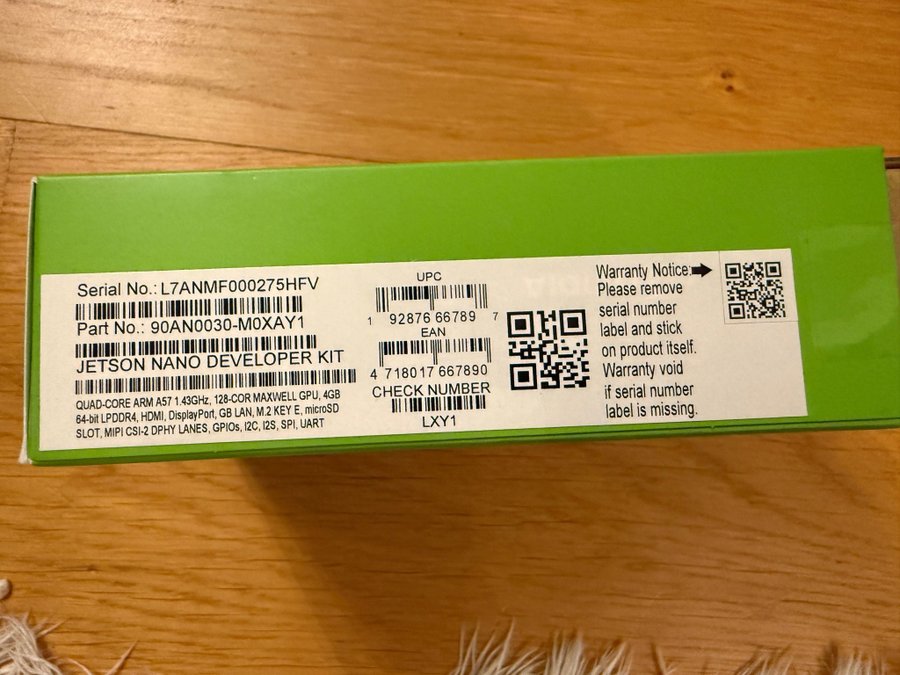 Serial No.: L7ANMF000275HFV
Part No.: 90AN0030-M0XAY1
JETSON NANO DEVELOPER KIT
QUAD-CORE ARM A57 1.43GHz, 128-COR MAXWELL GPU, 4GB
64-bit LPDDR4, HDMI, DisplayPort, GB LAN, M.2 KEY E, microSD
SLOT, MIPI CSI-2 DPHY LANES, GPIOs, I2C, I2S, SPI, UART
UPC
1 92876 66789 7
EAN
4 718017 667890
CHECK NUMBER
LXY1
Warranty Notice:
Please remove
serial number
label and stick
on product itself.
Warranty void
if serial number
label is missing.